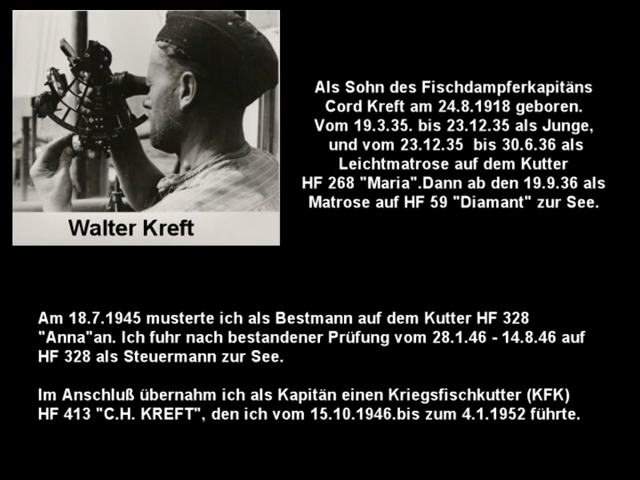 Als Sohn des Fischdampferkapitäns
Cord Kreft am 24.8.1918 geboren.
Vom 19.3.35. bis 23.12.35 als Junge,
und vom 23.12.35 bis 30.6.36 als
Leichtmatrose auf dem Kutter
HF 268 "Maria".Dann ab den 19.9.36 als
Matrose auf HF 59 "Diamant" zur See.
Walter Kreft
Am 18.7.1945 musterte ich als Bestmann auf dem Kutter HF 328
"Anna"an. Ich fuhr nach bestandener Prüfung vom 28.1.46 - 14.8.46 auf
HF 328 als Steuermann zur See.
Im Anschluß übernahm ich als Kapitän einen Kriegsfischkutter (KFK)
HF 413 "C.H. KREFT", den ich vom 15.10.1946.bis zum 4.1.1952 führte.